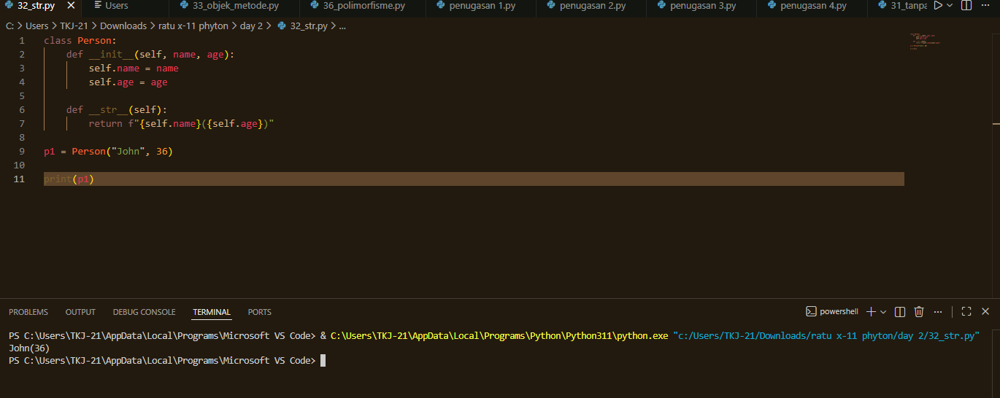 32_str.py Users 33_objek_metode.py 36_polimorfisme.py penugasan 1.py penugasan 2.py penugasan 3.py penugasan 4.py 31_tanpa
C: > Users > TKJ-21 > Downloads > ratu x-11 phyton > day 2 > 32_str.py > ...
1 class Person:
2     def __init__(self, name, age):
3         self.name = name
4         self.age = age
5
6     def __str__(self):
7         return f"{self.name}({self.age})"
8
9 p1 = Person("John", 36)
10
11 print(p1)
PROBLEMS OUTPUT DEBUG CONSOLE TERMINAL PORTS powershell
PS C:\Users\TKJ-21\AppData\Local\Programs\Microsoft VS Code> & C:\Users\TKJ-21\AppData\Local\Programs\Python\Python311\python.exe "c:/Users/TKJ-21/Downloads/ratu x-11 phyton/day 2/32_str.py"
John(36)
PS C:\Users\TKJ-21\AppData\Local\Programs\Microsoft VS Code>